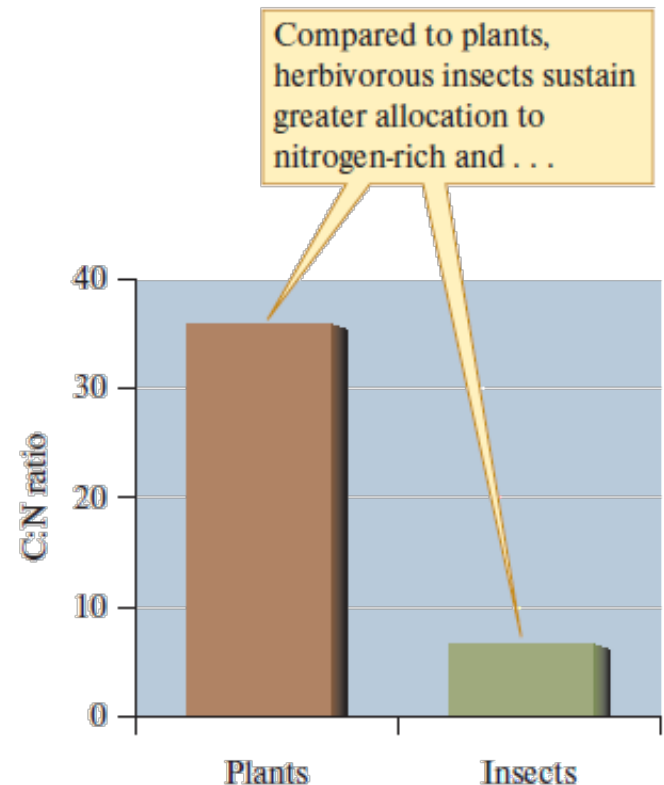 Compared to plants,
herbivorous insects sustain
greater allocation to
nitrogen-rich and . . .
40
30
20
10
0
C:N ratio
Plants
Insects